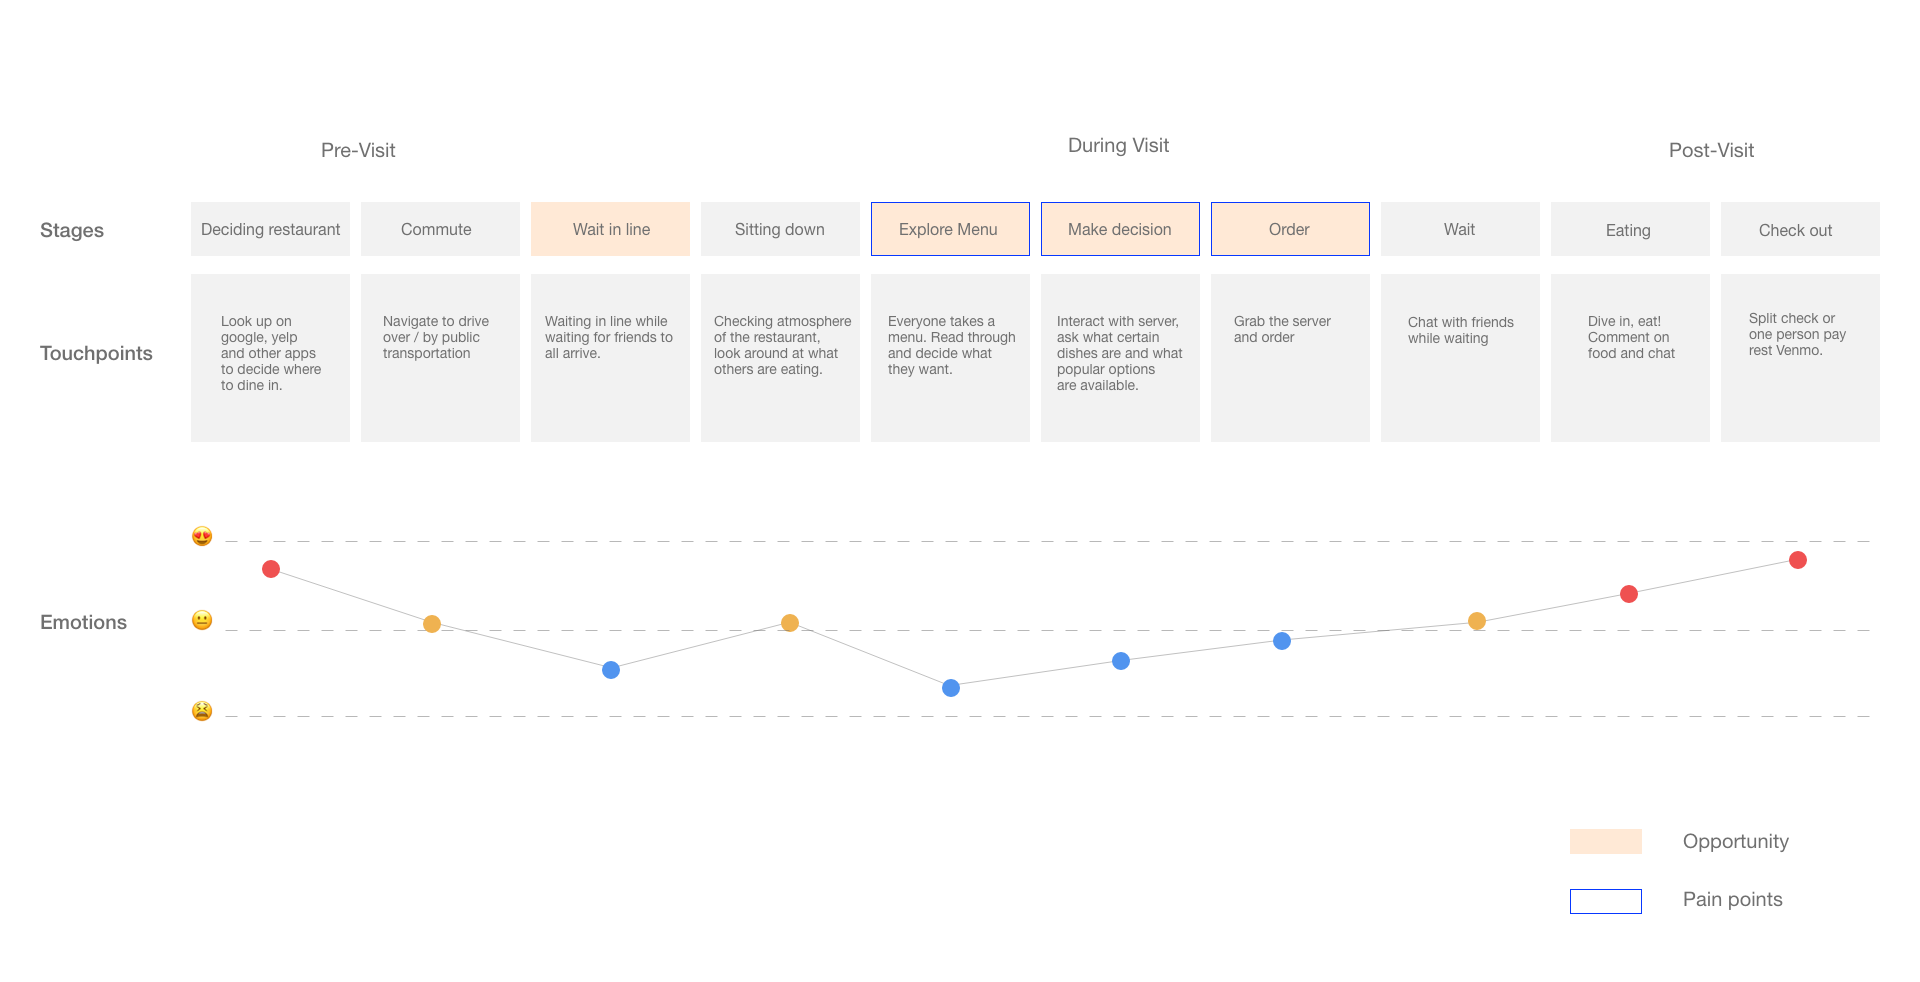 Pre-Visit
During Visit
Post-Visit
Stages
Deciding restaurant
Commute
Wait in line
Sitting down
Explore Menu
Make decision
Order
Wait
Eating
Check out
Touchpoints
Look up on
google, yelp
and other apps
to decide where
to dine in.
Navigate to drive
over / by public
transportation
Waiting in line while
waiting for friends to
all arrive.
Checking atmosphere
of the restaurant,
look around at what
others are eating.
Everyone takes a
menu. Read through
and decide what
they want.
Interact with server,
ask what certain
dishes are and what
popular options
are available.
Grab the server
and order
Chat with friends
while waiting
Dive in, eat!
Comment on
food and chat
Split check or
one person pay
rest Venmo.
Emotions
Opportunity
Pain points